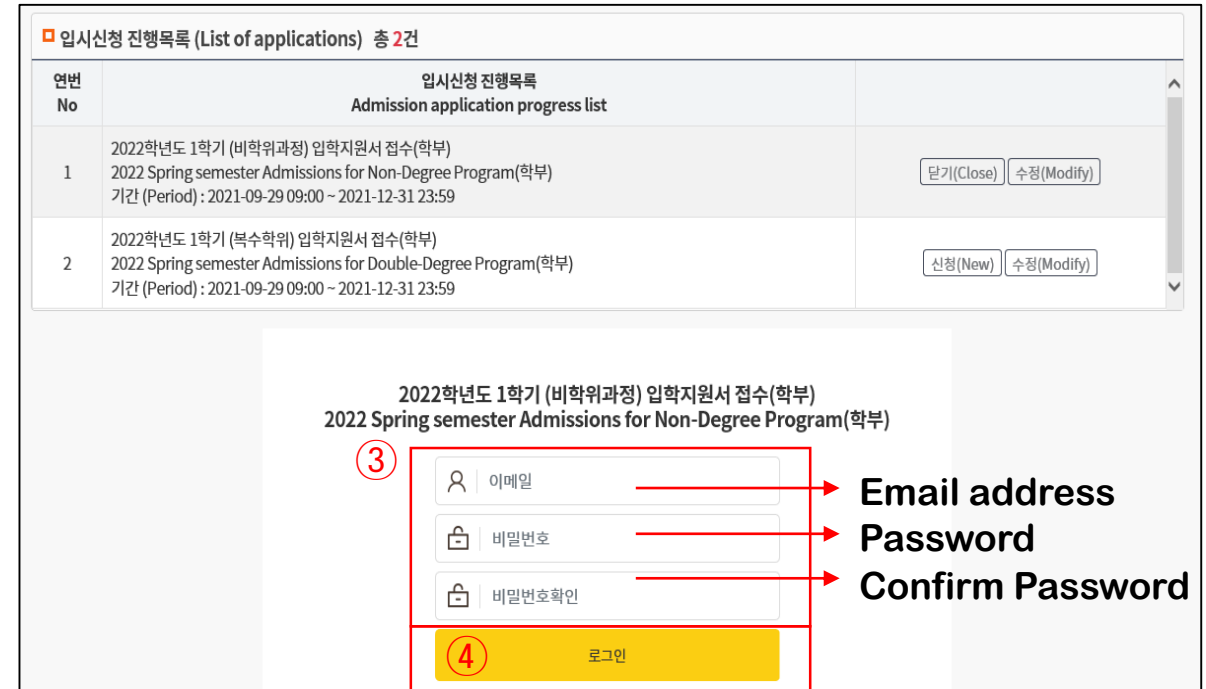 입시신청 진행목록 (List of applications) 총 2건
연번
No
입시신청 진행목록
Admission application progress list
1
2022학년도 1학기 (비학위과정) 입학지원서 접수(학부)
2022 Spring semester Admissions for Non-Degree Program(학부)
기간 (Period) : 2021-09-29 09:00 ~ 2021-12-31 23:59
닫기(Close) 수정(Modify)
2
2022학년도 1학기 (복수학위) 입학지원서 접수(학부)
2022 Spring semester Admissions for Double-Degree Program(학부)
기간 (Period) : 2021-09-29 09:00 ~ 2021-12-31 23:59
신청(New) 수정(Modify)
2022학년도 1학기 (비학위과정) 입학지원서 접수(학부)
2022 Spring semester Admissions for Non-Degree Program(학부)
③
이메일
Email address
비밀번호
Password
비밀번호확인
Confirm Password
④ 로그인